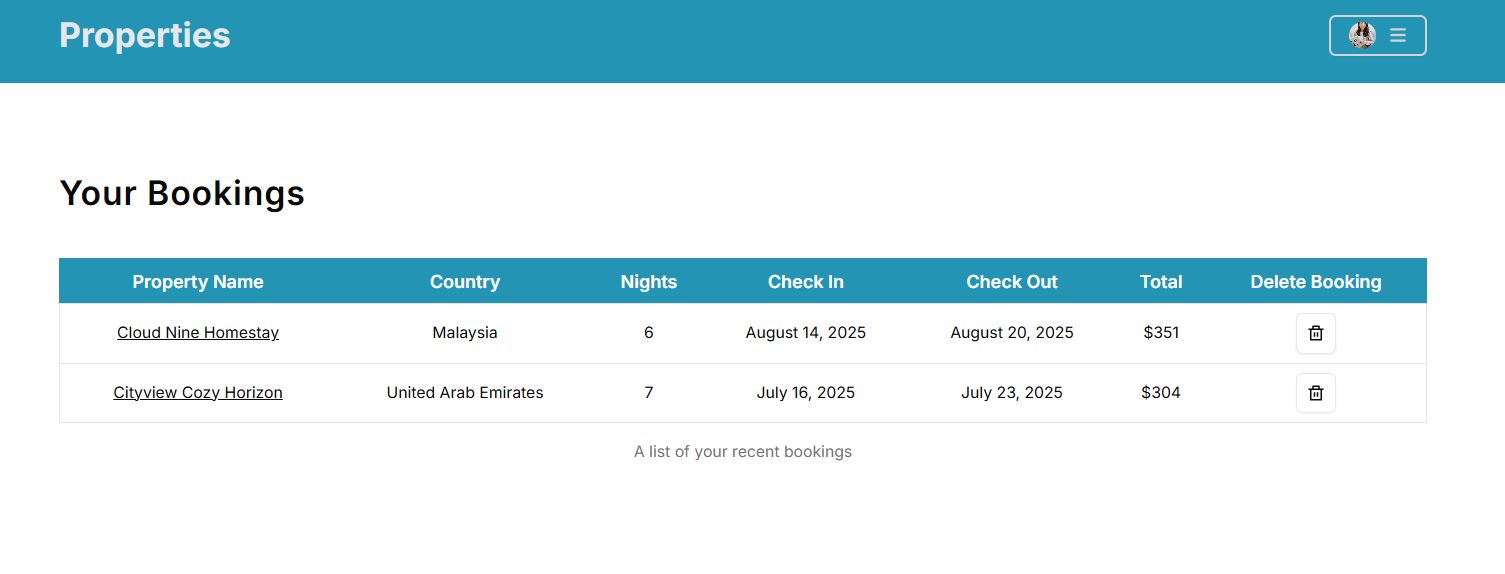 Properties
Your Bookings
Property Name Country Nights Check In Check Out Total Delete Booking
Cloud Nine Homestay Malaysia 6 August 14, 2025 August 20, 2025 $351
Cityview Cozy Horizon United Arab Emirates 7 July 16, 2025 July 23, 2025 $304
A list of your recent bookings